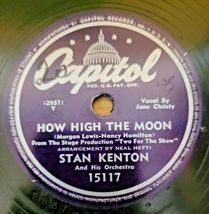 Capitol
REG. U.S. PAT. OFF.
(2937)
Y
Vocal By
June Christy
HOW HIGH THE MOON
(Morgan Lewis-Nancy Hamilton)
From The Stage Production "Two For The Show"
ARRANGEMENT BY NEAL HEFTI
STAN KENTON
And His Orchestra
15117